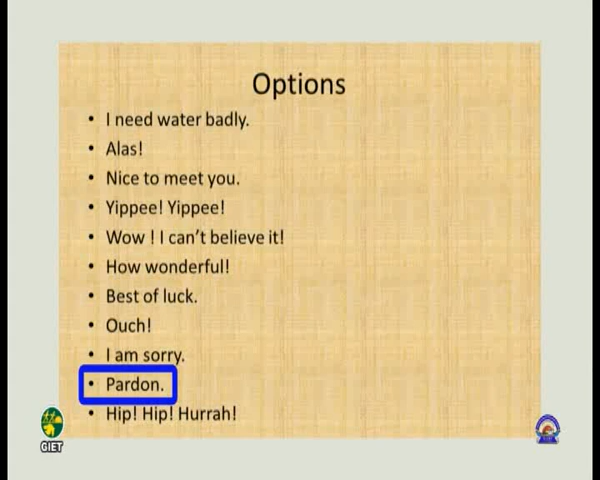 Options
• I need water badly.
• Alas!
• Nice to meet you.
• Yippee! Yippee!
• Wow ! I can't believe it!
• How wonderful!
• Best of luck.
• Ouch!
• I am sorry.
• Pardon.
• Hip! Hip! Hurrah!
GIET